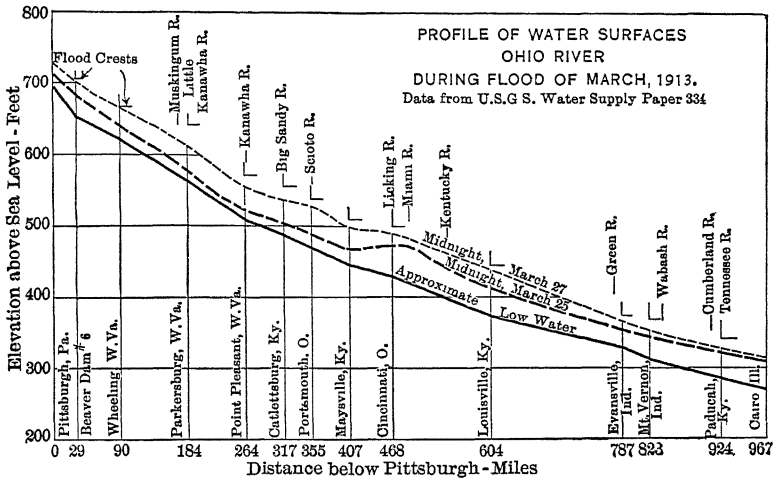 PROFILE OF WATER SURFACES
OHIO RIVER
DURING FLOOD OF MARCH, 1913.
Data from U.S.G S. Water Supply Paper 334
Elevation above Sea Level - Feet
800
700
600
500
400
300
200
Flood Crests
Muskingum R.
Little
Kanawha R.
Kanawha R.
Big Sandy R.
Scioto R.
Licking R.
Miami R.
Kentucky R.
Green R.
Wabash R.
Cumberland R.
Tennessee R.
Midnight, March 27
Midnight, March 25
Approximate Low Water
Pittsburgh, Pa.
Beaver Dam # 6
Wheeling W.Va.
Parkersburg, W.Va.
Point Pleasant, W.Va.
Catlettsburg, Ky.
Portsmouth, O.
Maysville, Ky.
Cincinnati, O.
Louisville, Ky.
Evansville,
Ind.
Mt. Vernon,
Ind.
Paducah,
Ky.
Cairo Ill.
0 29 90 184 264 317 355 407 468 604 787 823 924 967
Distance below Pittsburgh - Miles